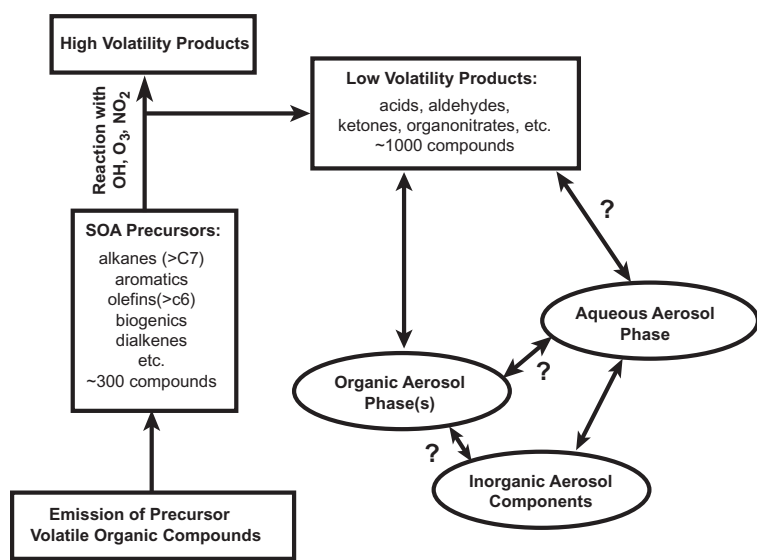 High Volatility Products
Reaction with
OH, O3, NO2
Low Volatility Products:
acids, aldehydes,
ketones, organonitrates, etc.
~1000 compounds
SOA Precursors:
alkanes (>C7)
aromatics
olefins(>c6)
biogenics
dialkenes
etc.
~300 compounds
?
Aqueous Aerosol
Phase
?
Organic Aerosol
Phase(s)
?
Inorganic Aerosol
Components
Emission of Precursor
Volatile Organic Compounds